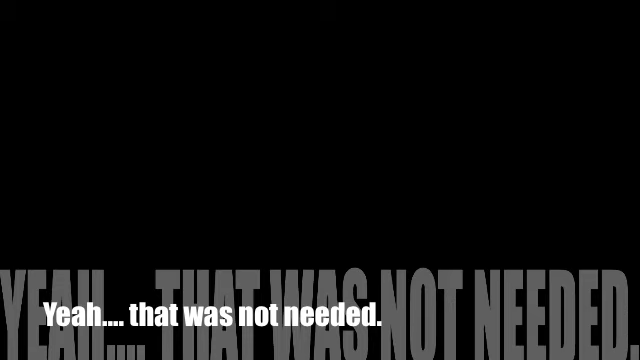 YEAH.... THAT WAS NOT NEEDED.
Yeah.... that was not needed.